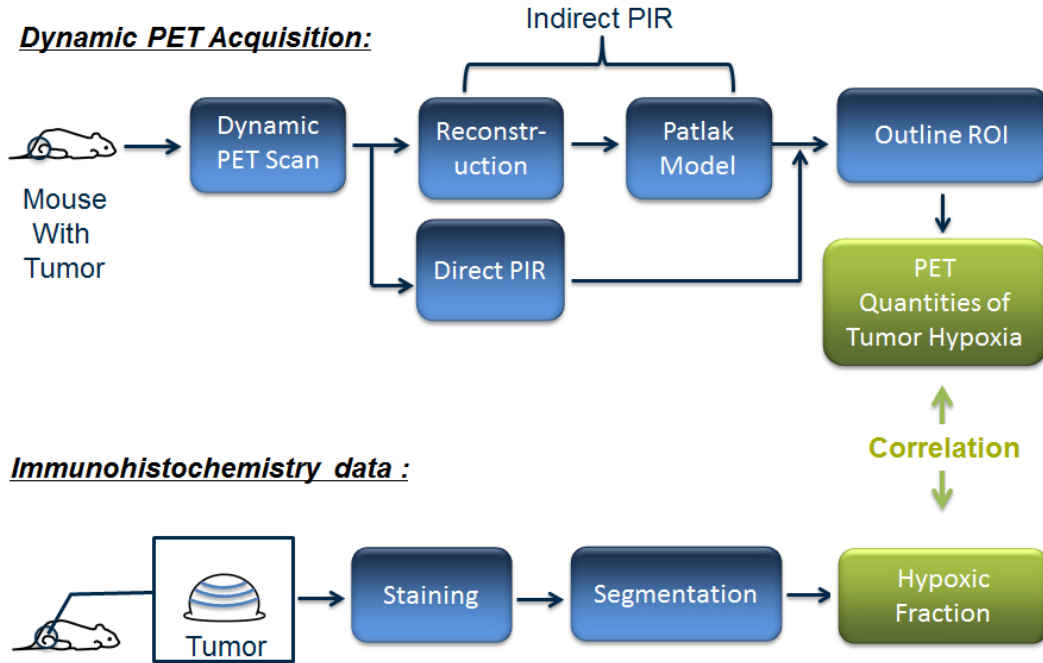 Indirect PIR
Dynamic PET Acquisition:
Mouse
With
Tumor
Dynamic
PET Scan
Reconstr-
uction
Patlak
Model
Outline ROI
Direct PIR
PET
Quantities of
Tumor Hypoxia
Correlation
Immunohistochemistry data :
Tumor
Staining
Segmentation
Hypoxic
Fraction